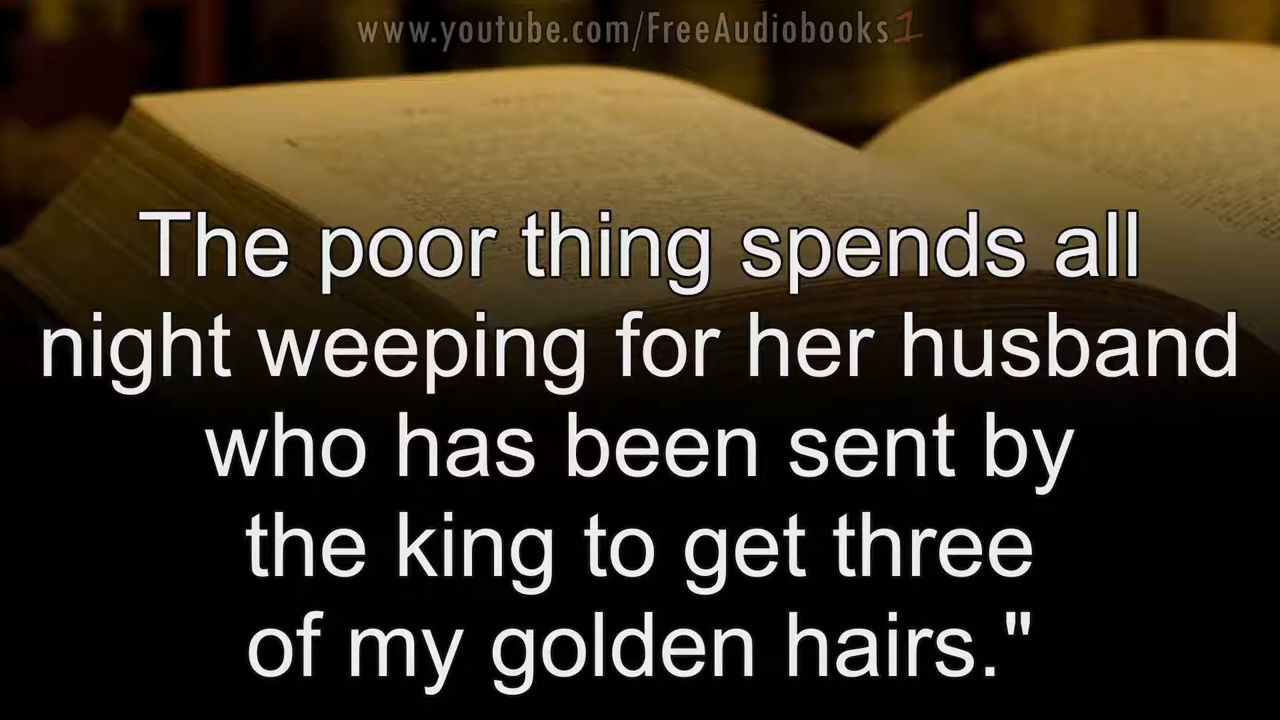 www.youtube.com/FreeAudiobooks1
The poor thing spends all
night weeping for her husband
who has been sent by
the king to get three
of my golden hairs."